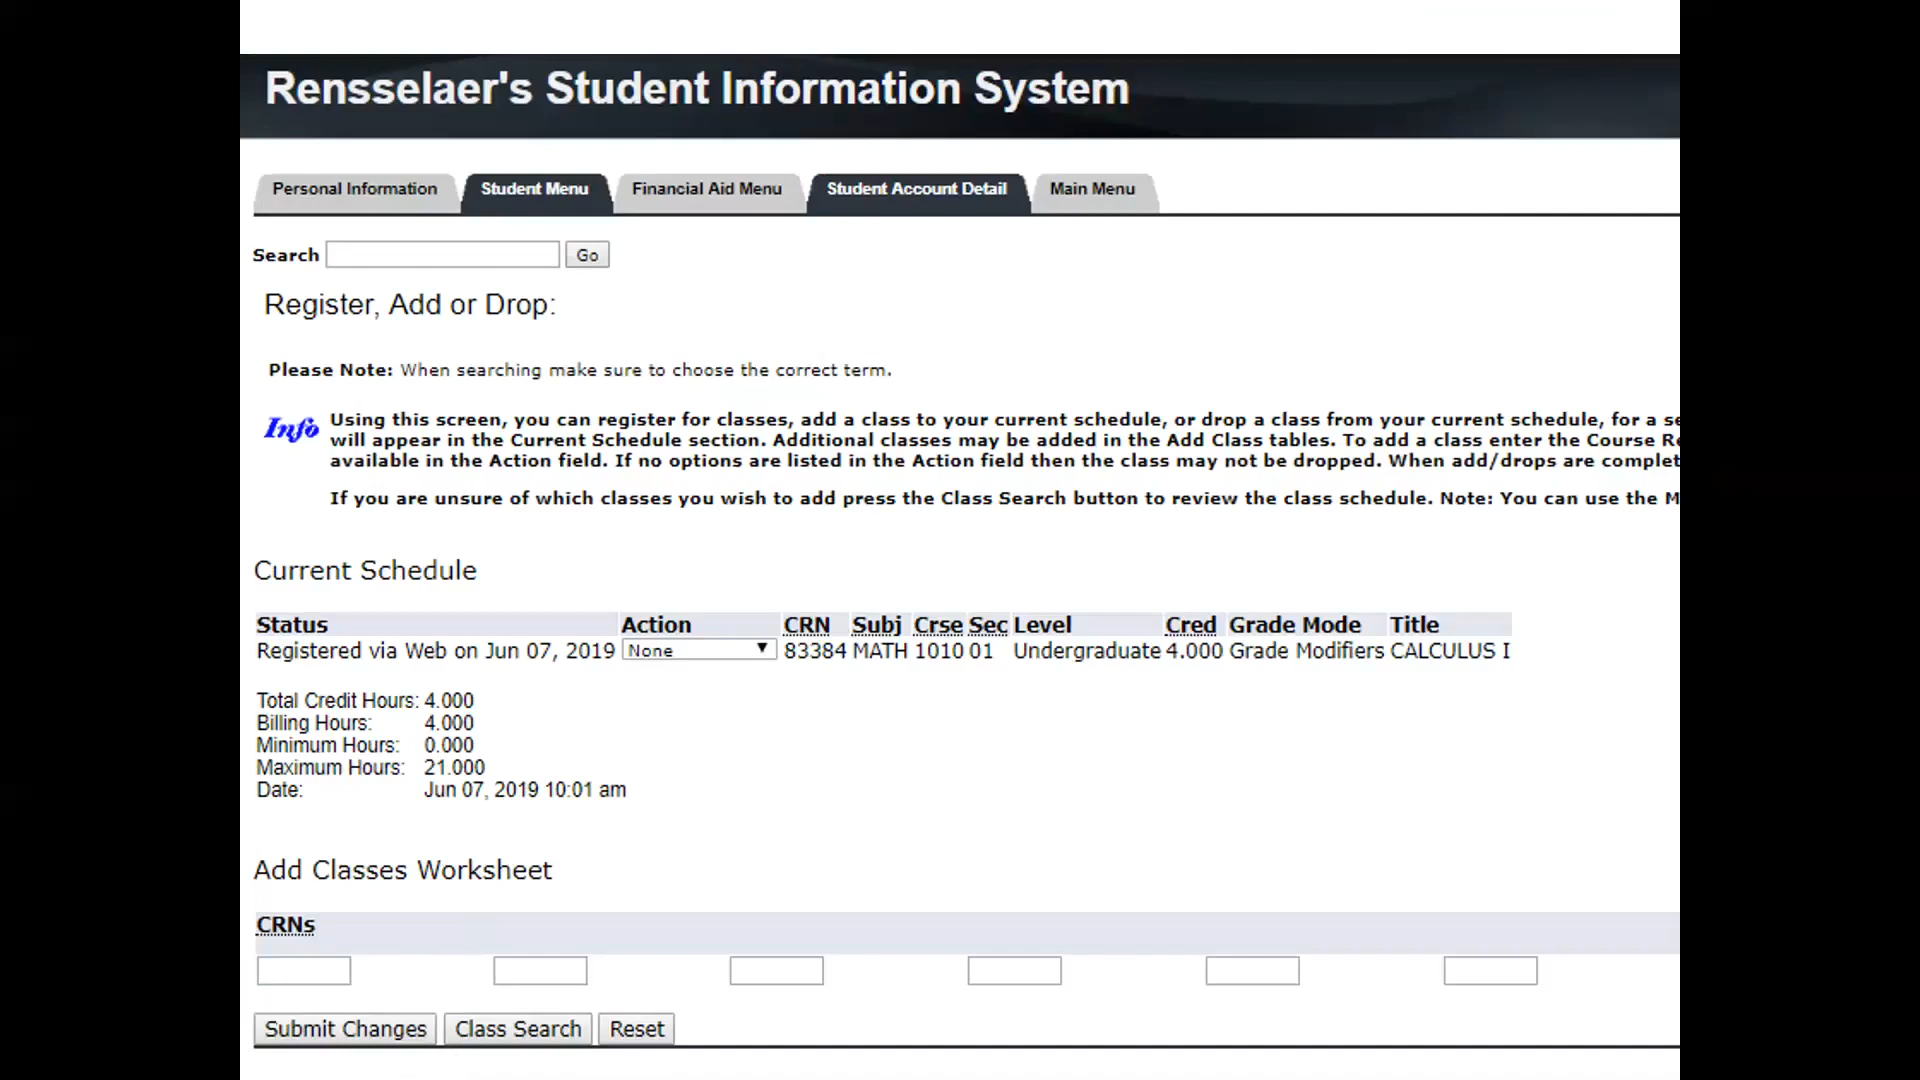 Rensselaer's Student Information System
Personal Information Student Menu Financial Aid Menu Student Account Detail Main Menu
Search Go
Register, Add or Drop:
Please Note: When searching make sure to choose the correct term.
Info Using this screen, you can register for classes, add a class to your current schedule, or drop a class from your current schedule, for a se
will appear in the Current Schedule section. Additional classes may be added in the Add Class tables. To add a class enter the Course Re
available in the Action field. If no options are listed in the Action field then the class may not be dropped. When add/drops are complet
If you are unsure of which classes you wish to add press the Class Search button to review the class schedule. Note: You can use the M
Current Schedule
Status Action CRN Subj Crse Sec Level Cred Grade Mode Title
Registered via Web on Jun 07, 2019 None 83384 MATH 1010 01 Undergraduate 4.000 Grade Modifiers CALCULUS I
Total Credit Hours: 4.000
Billing Hours: 4.000
Minimum Hours: 0.000
Maximum Hours: 21.000
Date: Jun 07, 2019 10:01 am
Add Classes Worksheet
CRNs
Submit Changes Class Search Reset